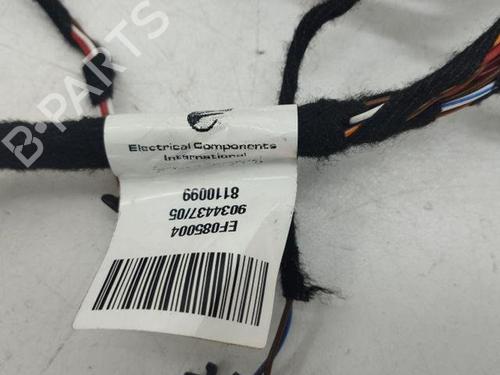 Electrical Components
International
EF085004
9034437/05
8110099
B-PARTS